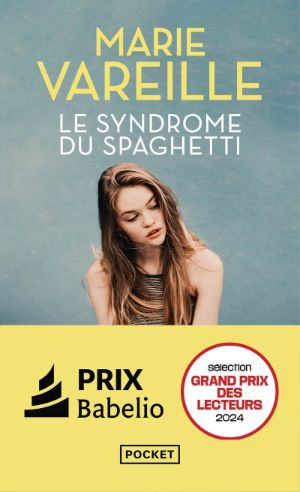 MARIE
VAREILLE
LE SYNDROME
DU SPAGHETTI
PRIX
Babelio
sélection
GRAND PRIX
DES
LECTEURS
2024
POCKET